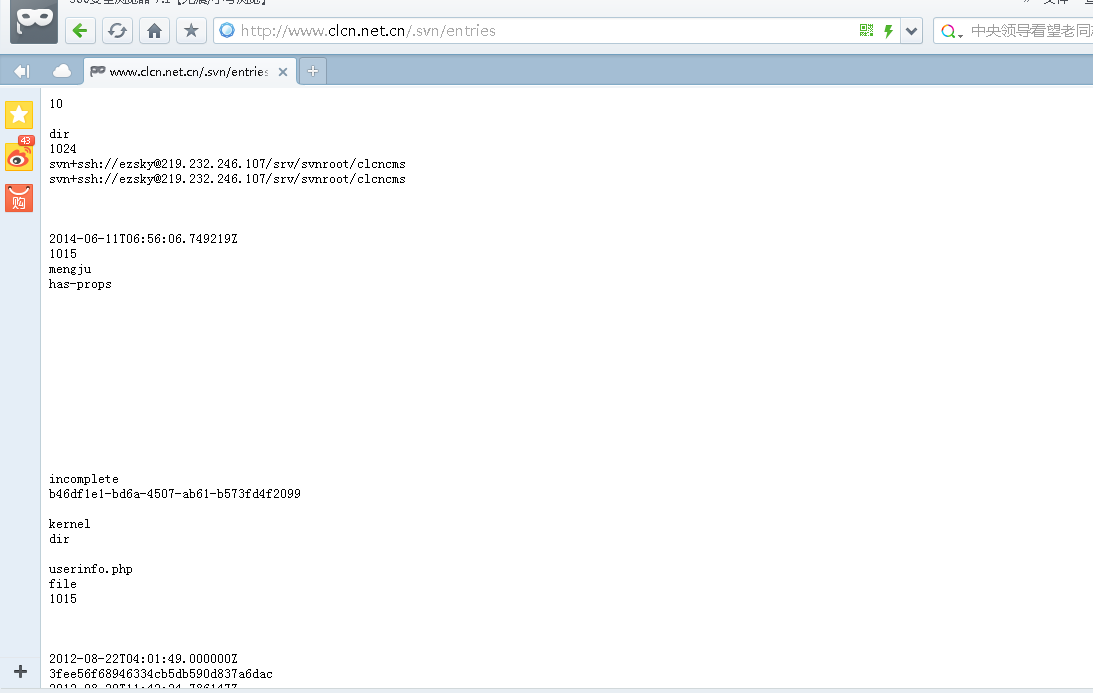 http://www.clcn.net.cn/.svn/entries
中央领导看望老同
www.clcn.net.cn/.svn/entries
43
购
10
dir
1024
svn+ssh://ezsky@219.232.246.107/srv/svnroot/clcncms
svn+ssh://ezsky@219.232.246.107/srv/svnroot/clcncms
2014-06-11T06:56:06.749219Z
1015
mengju
has-props
incomplete
b46df1e1-bd6a-4507-ab61-b573fd4f2099
kernel
dir
userinfo.php
file
1015
2012-08-22T04:01:49.000000Z
3fee56f68946334cb5db590d837a6dac